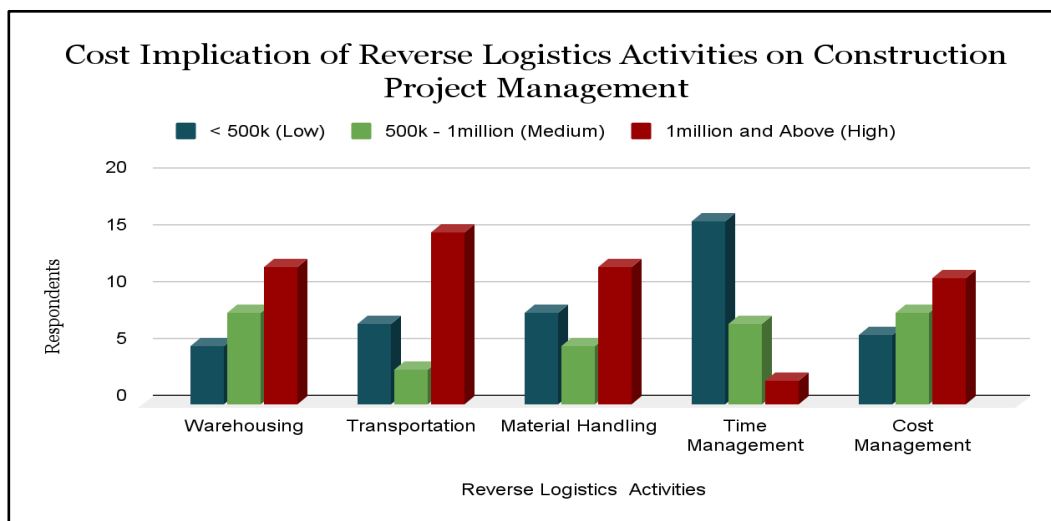 Cost Implication of Reverse Logistics Activities on Construction
Project Management
< 500k (Low) 500k - 1million (Medium) 1million and Above (High)
20
15
10
5
0
Respondents
Warehousing Transportation Material Handling Time Management Cost Management
Reverse Logistics Activities